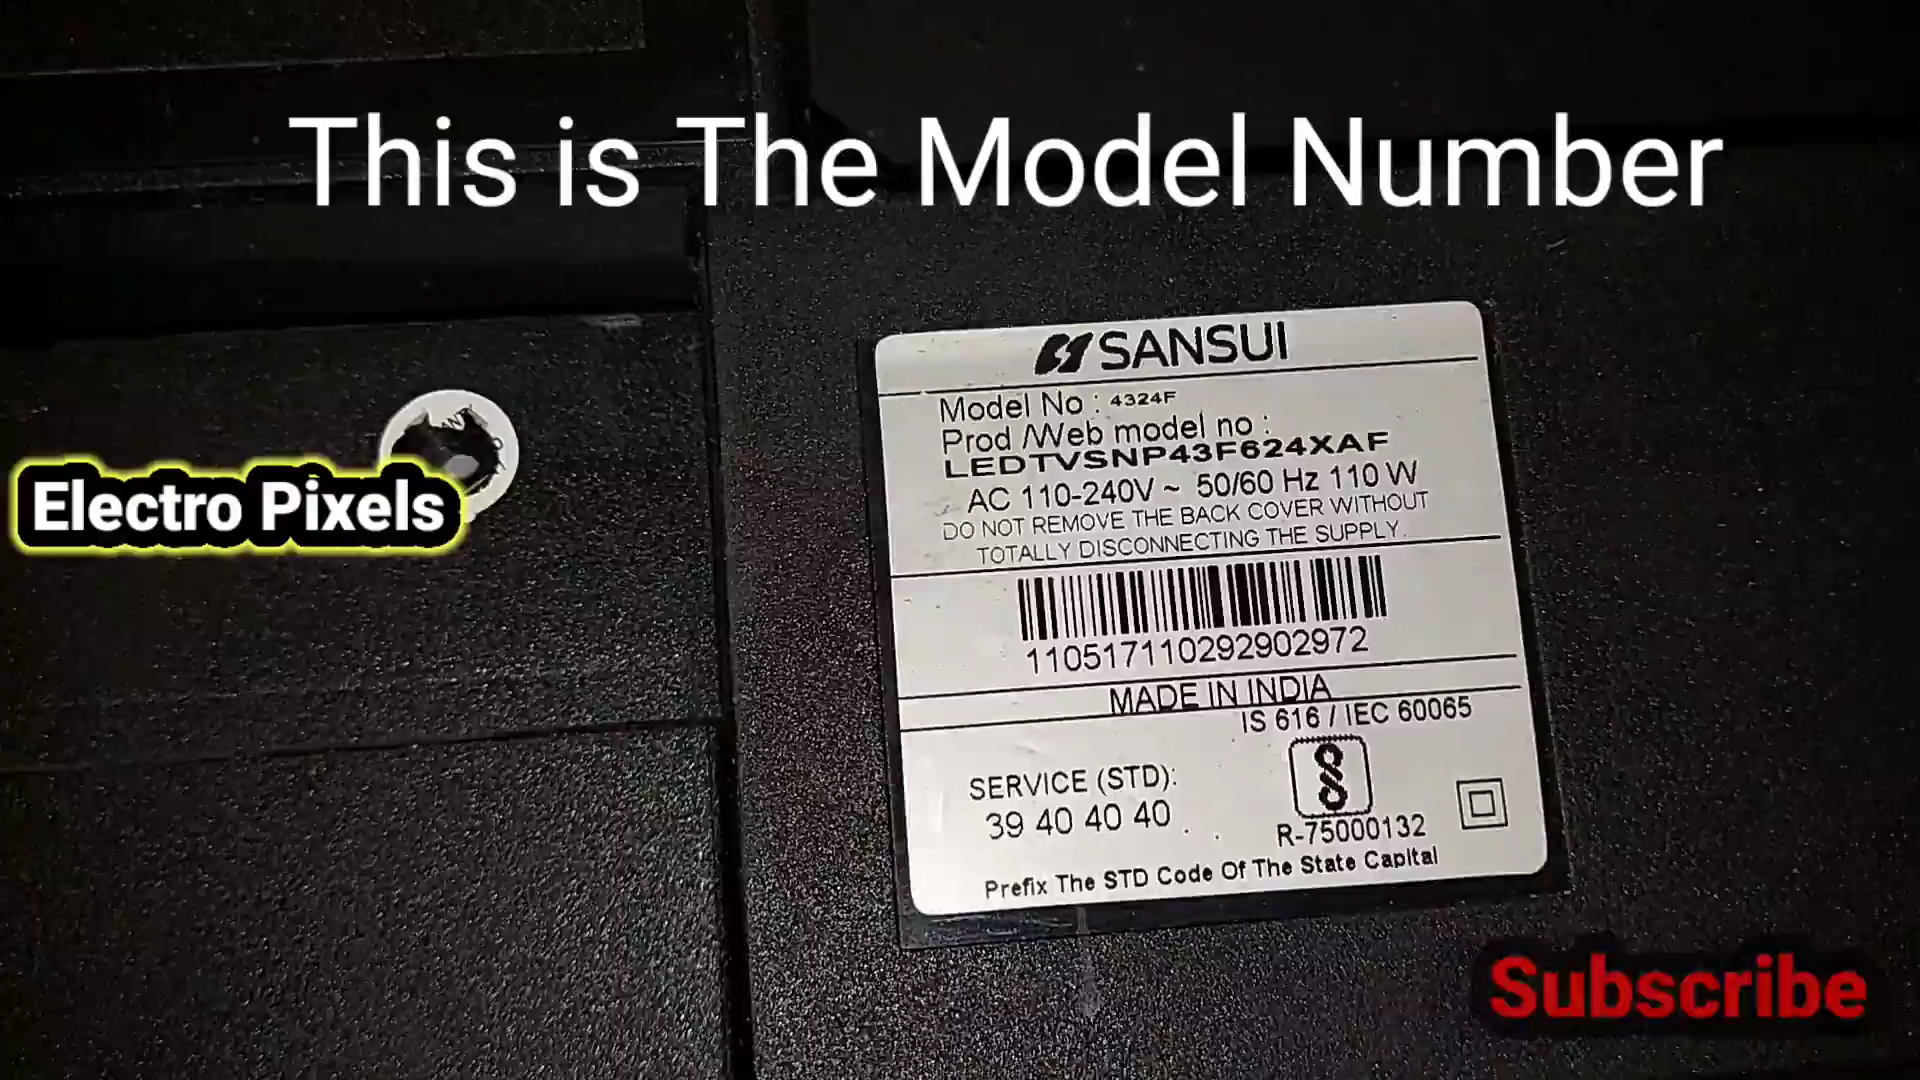 This is The Model Number
SANSUI
Model No : 4324F
Prod /Web model no :
LEDTVSNP43F624XAF
AC 110-240V ~ 50/60 Hz 110 W
DO NOT REMOVE THE BACK COVER WITHOUT
TOTALLY DISCONNECTING THE SUPPLY.
110517110292902972
MADE IN INDIA
IS 616 / IEC 60065
SERVICE (STD):
39 40 40 40
R-75000132
Prefix The STD Code Of The State Capital
Electro Pixels
Subscribe